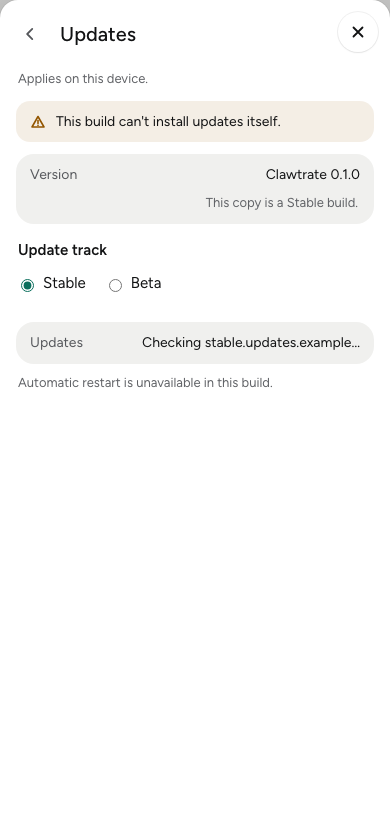 Updates
Applies on this device.
This build can't install updates itself.
Version Clawtrate 0.1.0
This copy is a Stable build.
Update track
Stable Beta
Updates Checking stable.updates.example...
Automatic restart is unavailable in this build.